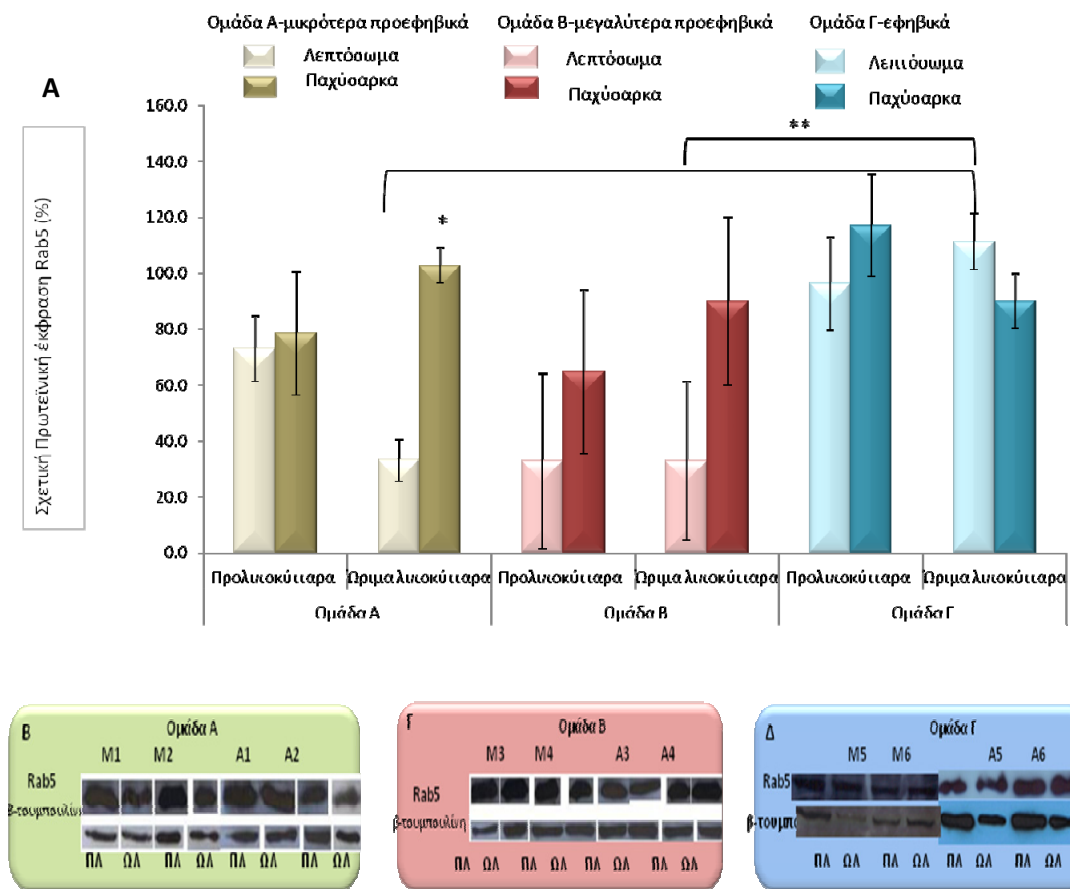 Ομάδα Α-μικρότερα προεφηβικά
Λεπτόσωμα
Παχύσαρκα
Ομάδα Β-μεγαλύτερα προεφηβικά
Λεπτόσωμα
Παχύσαρκα
Ομάδα Γ-εφηβικά
Λεπιόυωμα
Παχύσαρκα
Α
Σχετική Πρωτεϊνική έκφραση Rab5 (%)
160.0
140.0
120.0
100.0
80.0
60.0
40.0
20.0
0.0
*
**
Προλιποκύτταρα Ώριμα λιποκύτταρα Προλιποκύτταρα Ώριμα λιποκύτταρα Προλιποκύτταρα Ώριμα λιποκύτταρα
Ομάδα Α Ομάδα Β Ομάδα Γ
Β Ομάδα Α
M1 M2 A1 A2
Rab5
β-τουμπουλίνη
ΠΛ ΩΛ ΠΛ ΩΛ ΠΛ ΩΛ ΠΛ ΩΛ
Γ Ομάδα Β
M3 M4 A3 A4
Rab5
β-τουμπουλίνη
ΠΛ ΩΛ ΠΛ ΩΛ ΠΛ ΩΛ ΠΛ ΩΛ
Δ Ομάδα Γ
M5 M6 A5 A6
Rab5
β-τουμπο
ΠΛ ΩΛ ΠΛ ΩΛ ΠΛ ΩΛ ΠΛ ΩΛ